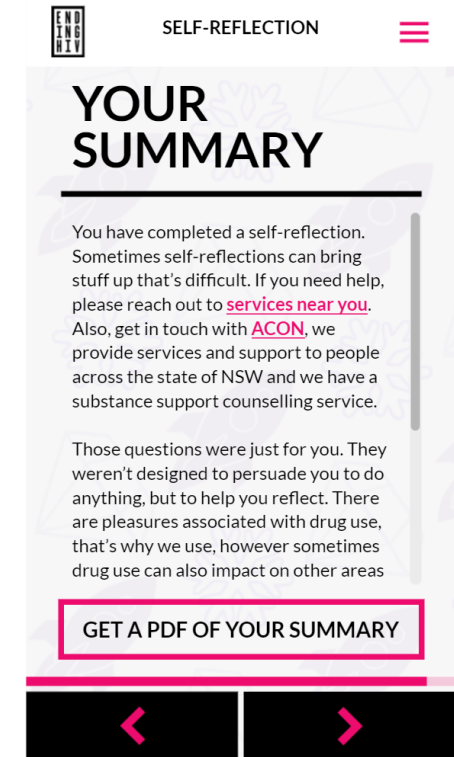 END
ING
HIV
SELF-REFLECTION
YOUR
SUMMARY
You have completed a self-reflection.
Sometimes self-reflections can bring
stuff up that’s difficult. If you need help,
please reach out to services near you.
Also, get in touch with ACON, we
provide services and support to people
across the state of NSW and we have a
substance support counselling service.
Those questions were just for you. They
weren’t designed to persuade you to do
anything, but to help you reflect. There
are pleasures associated with drug use,
that’s why we use, however sometimes
drug use can also impact on other areas
GET A PDF OF YOUR SUMMARY